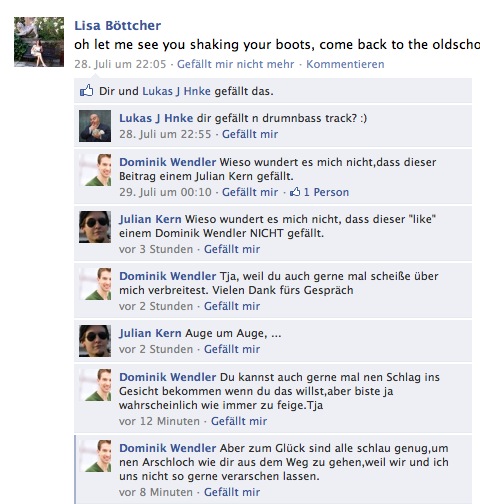 Lisa Böttcher
oh let me see you shaking your boots, come back to the
28. Juli um 22:05 · Gefällt mir nicht mehr · Kommentieren
Dir und Lukas J Hnke gefällt das.
Lukas J Hnke dir gefällt n drumnbass track? :)
28. Juli um 22:55 · Gefällt mir
Dominik Wendler Wieso wundert es mich nicht,dass dieser
Beitrag einem Julian Kern gefällt.
29. Juli um 00:10 · Gefällt mir · 1 Person
Julian Kern Wieso wundert es mich nicht, dass dieser "like"
einem Dominik Wendler NICHT gefällt.
vor 3 Stunden · Gefällt mir
Dominik Wendler Tja, weil du auch gerne mal scheiße über
mich verbreitest. Vielen Dank fürs Gespräch
vor 2 Stunden · Gefällt mir
Julian Kern Auge um Auge, ...
vor 2 Stunden · Gefällt mir
Dominik Wendler Du kannst auch gerne mal nen Schlag ins
Gesicht bekommen wenn du das willst,aber biste ja
wahrscheinlich wie immer zu feige.Tja
vor 12 Minuten · Gefällt mir
Dominik Wendler Aber zum Glück sind alle schlau genug,um
nen Arschloch wie dir aus dem Weg zu gehen,weil wir und ich
uns nicht so gerne verarschen lassen.
vor 8 Minuten · Gefällt mir